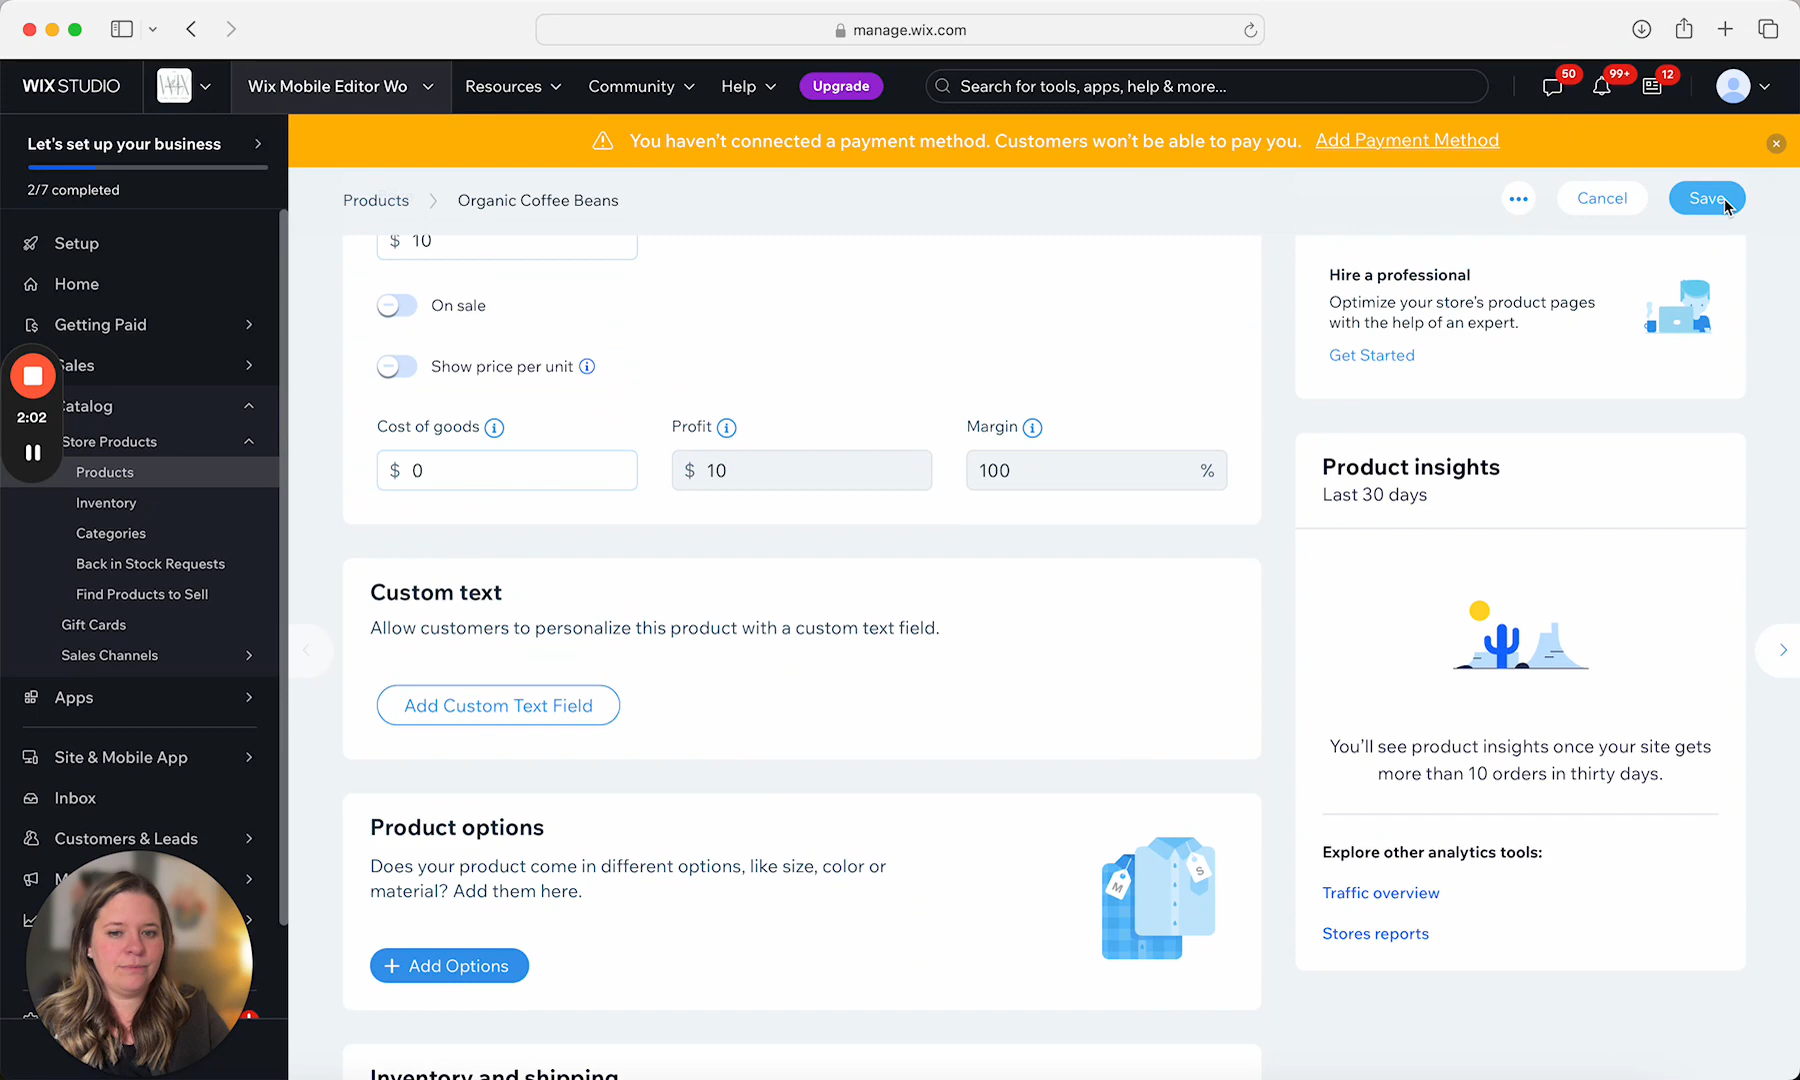 manage.wix.com
WIX STUDIO
Wix Mobile Editor Wo
Resources
Community
Help
Upgrade
Search for tools, apps, help & more...
50
99+
12
Let's set up your business
2/7 completed
You haven't connected a payment method. Customers won't be able to pay you. Add Payment Method
Products
Organic Coffee Beans
Cancel
Save
Setup
Home
Getting Paid
Sales
Catalog
Store Products
Products
Inventory
Categories
Back in Stock Requests
Find Products to Sell
Gift Cards
Sales Channels
Apps
Site & Mobile App
Inbox
Customers & Leads
2:02
$ 10
On sale
Show price per unit
Cost of goods
Profit
Margin
$ 0
$ 10
100 %
Custom text
Allow customers to personalize this product with a custom text field.
Add Custom Text Field
Product options
Does your product come in different options, like size, color or
material? Add them here.
M
S
+ Add Options
Inventory and shipping
Hire a professional
Optimize your store's product pages
with the help of an expert.
Get Started
Product insights
Last 30 days
You'll see product insights once your site gets
more than 10 orders in thirty days.
Explore other analytics tools:
Traffic overview
Stores reports